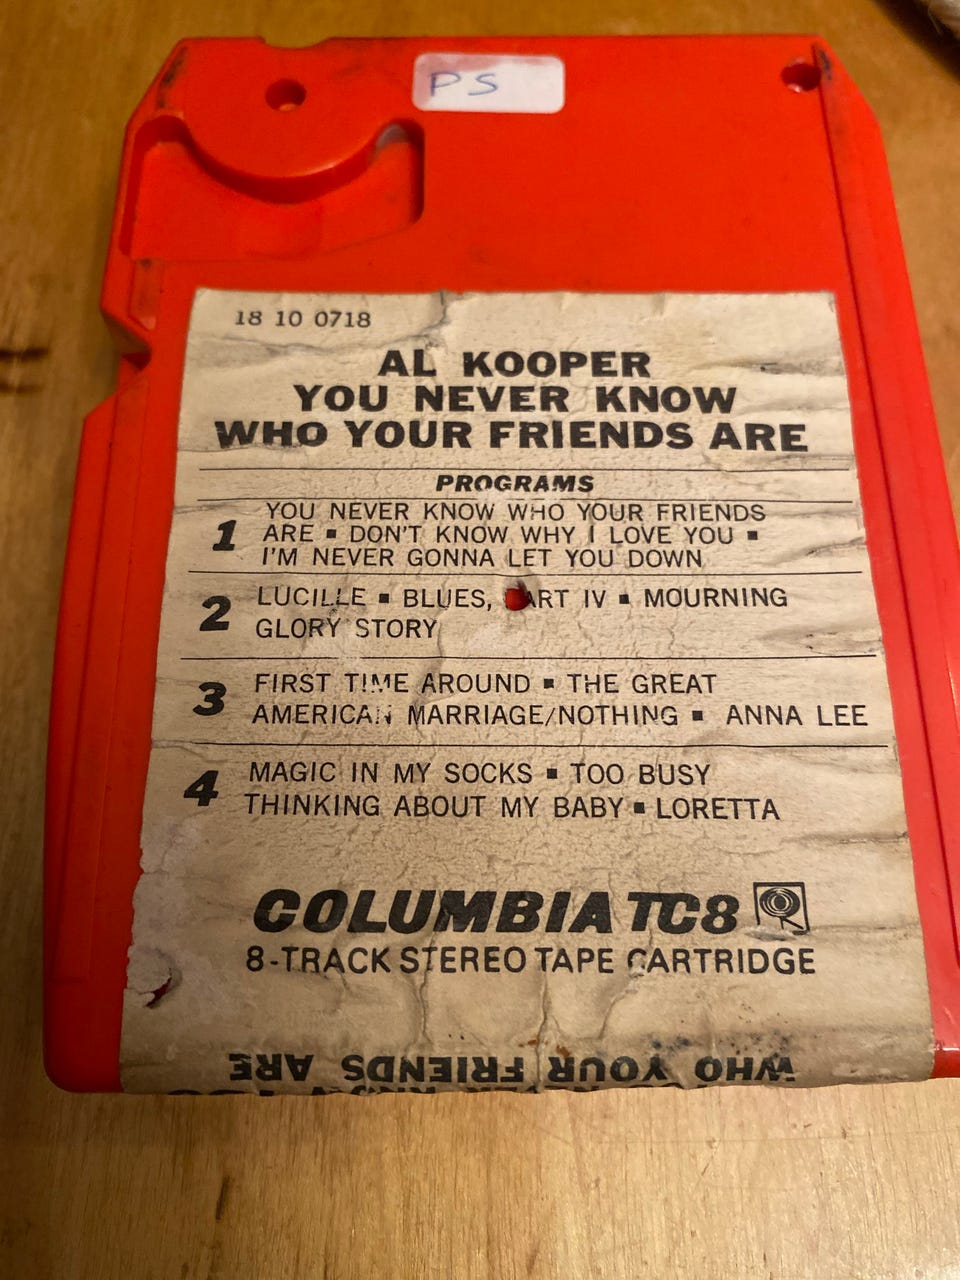 PS
18 10 0718
AL KOOPER
YOU NEVER KNOW
WHO YOUR FRIENDS ARE
PROGRAMS
1 YOU NEVER KNOW WHO YOUR FRIENDS
ARE ▪ DON'T KNOW WHY I LOVE YOU ▪
I'M NEVER GONNA LET YOU DOWN
2 LUCILLE ▪ BLUES, PART IV ▪ MOURNING
GLORY STORY
3 FIRST TIME AROUND ▪ THE GREAT
AMERICAN MARRIAGE/NOTHING ▪ ANNA LEE
4 MAGIC IN MY SOCKS ▪ TOO BUSY
THINKING ABOUT MY BABY ▪ LORETTA
COLUMBIA TC8
8-TRACK STEREO TAPE CARTRIDGE
WHO YOUR FRIENDS ARE